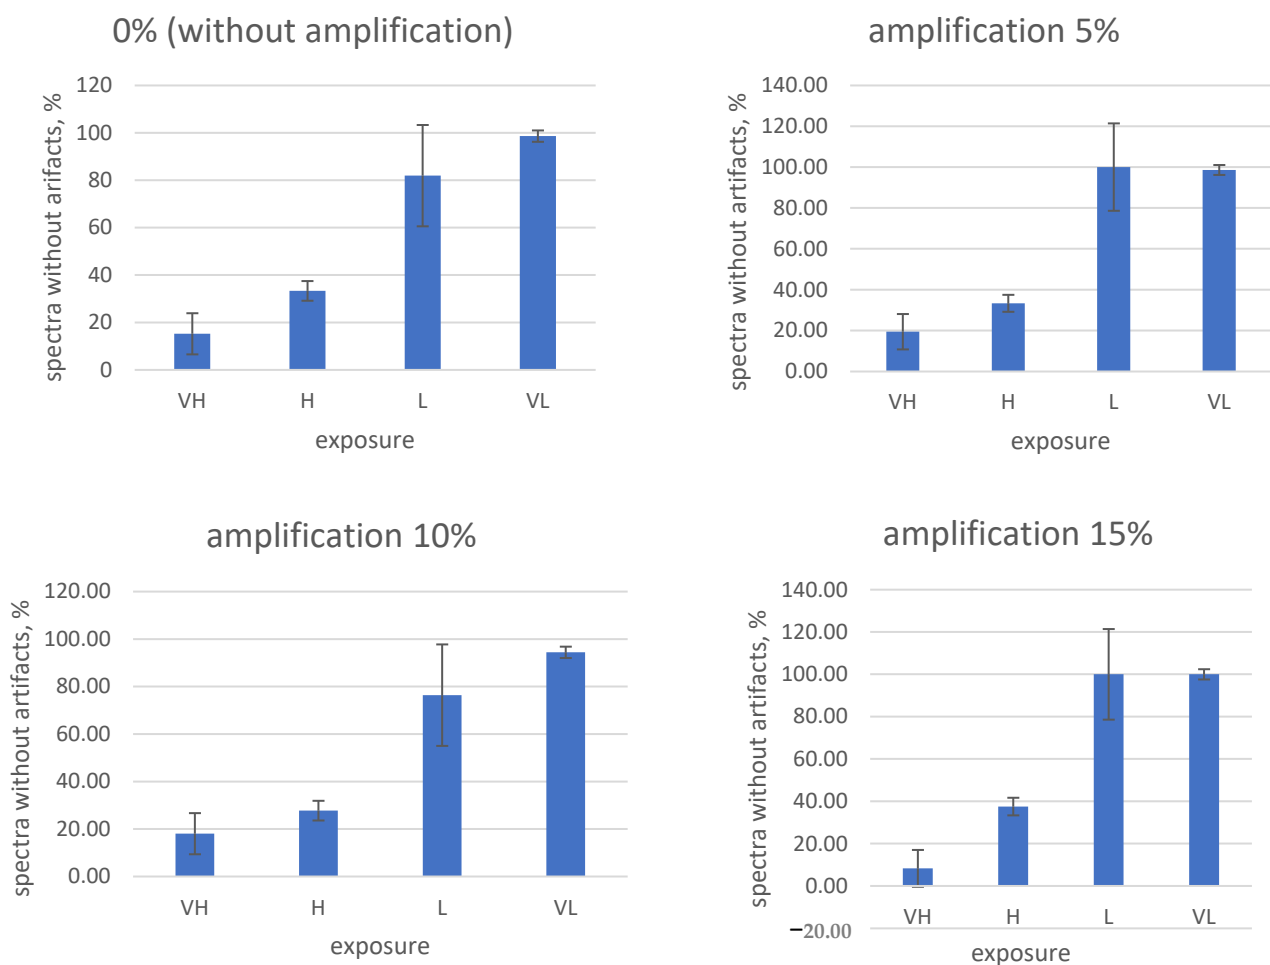 0% (without amplification)
spectra without arifacts, %
120
100
80
60
40
20
0
VH H L VL
exposure
amplification 5%
spectra without artifacts, %
140.00
120.00
100.00
80.00
60.00
40.00
20.00
0.00
VH H L VL
exposure
amplification 10%
spectra without artifacts, %
120.00
100.00
80.00
60.00
40.00
20.00
0.00
VH H L VL
exposure
amplification 15%
spectra without artifacts, %
140.00
120.00
100.00
80.00
60.00
40.00
20.00
0.00
−20.00
VH H L VL
exposure